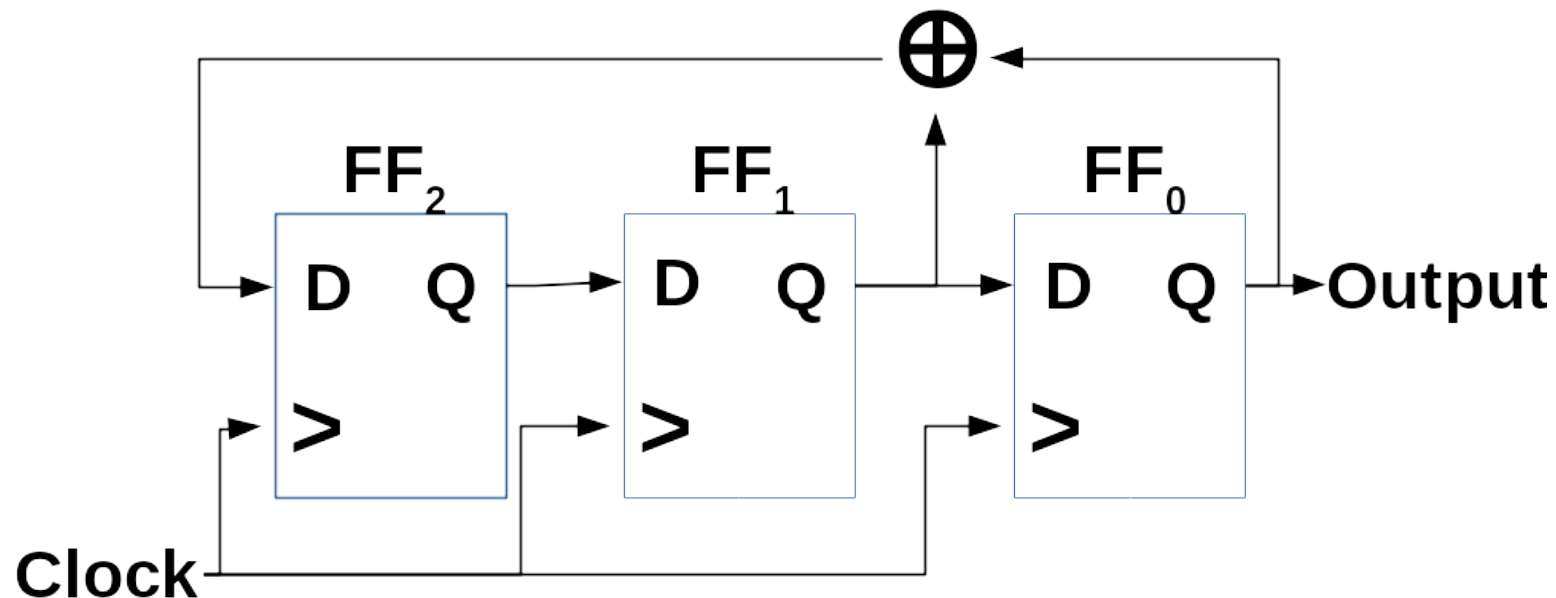 ⊕
FF2 FF1 FF0
D Q D Q D Q Output
> > >
Clock